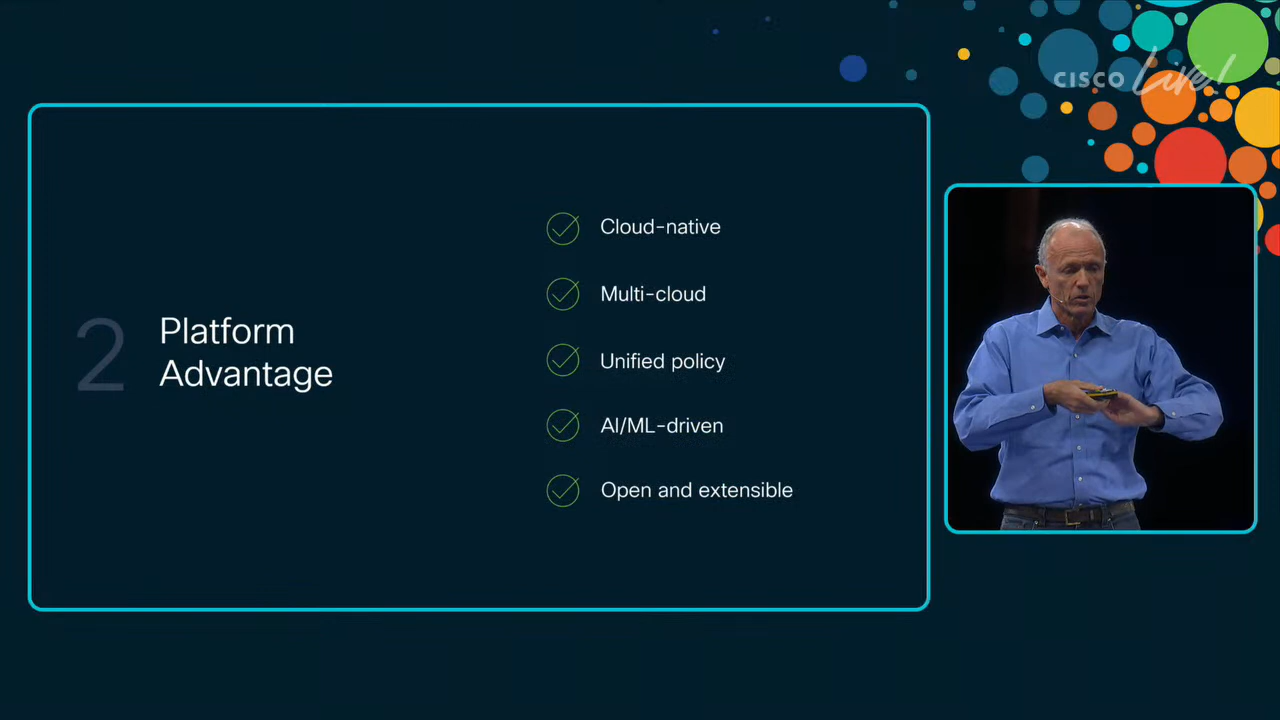 CISCO Live!
2
Platform
Advantage
Cloud-native
Multi-cloud
Unified policy
AI/ML-driven
Open and extensible